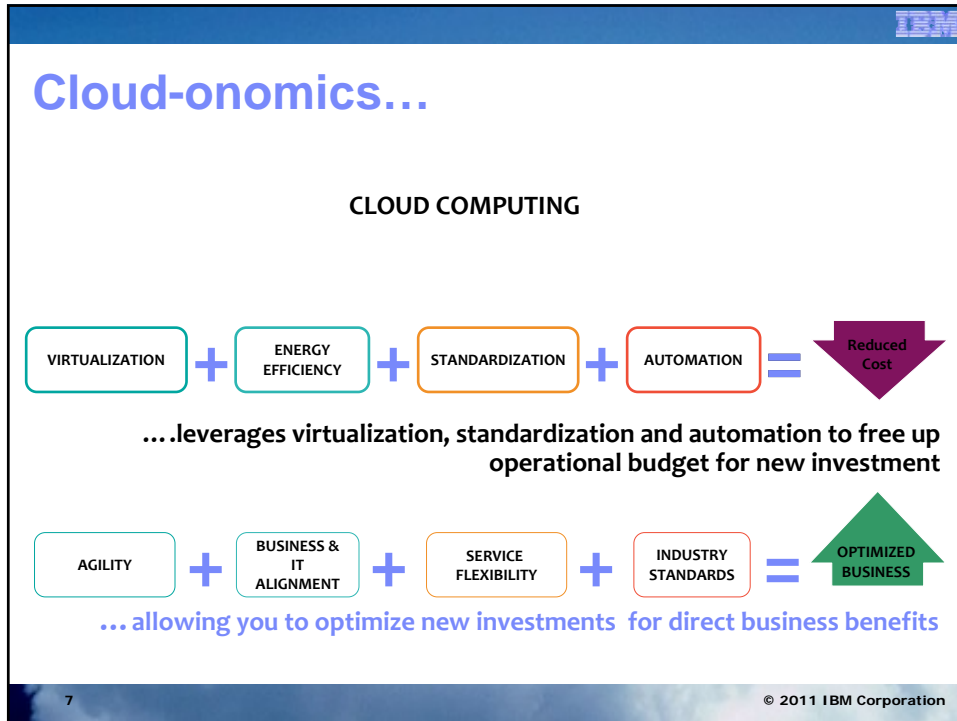 IBM
Cloud-onomics…
CLOUD COMPUTING
VIRTUALIZATION + ENERGY EFFICIENCY + STANDARDIZATION + AUTOMATION = Reduced Cost
….leverages virtualization, standardization and automation to free up
operational budget for new investment
AGILITY + BUSINESS & IT ALIGNMENT + SERVICE FLEXIBILITY + INDUSTRY STANDARDS = OPTIMIZED BUSINESS
…allowing you to optimize new investments for direct business benefits
7 © 2011 IBM Corporation